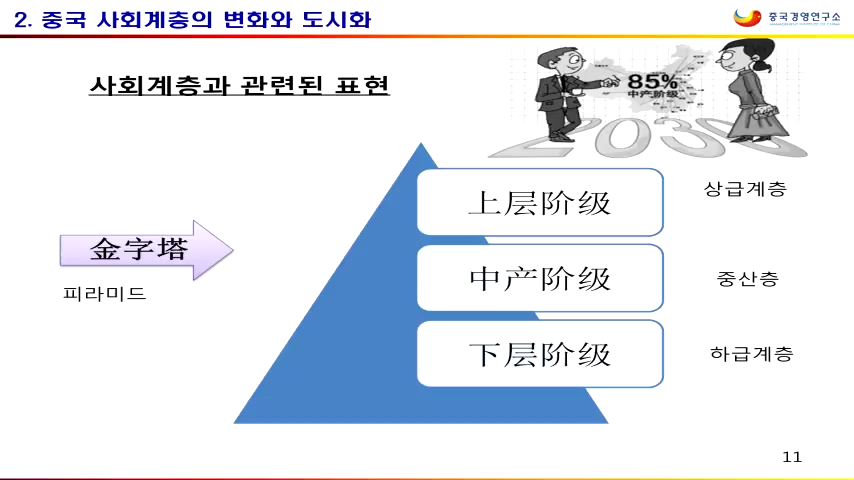 2. 중국 사회계층의 변화와 도시화
중국경영연구소
사회계층과 관련된 표현
85%
中产阶级
2030
上层阶级
상급계층
金字塔
피라미드
中产阶级
중산층
下层阶级
하급계층
11